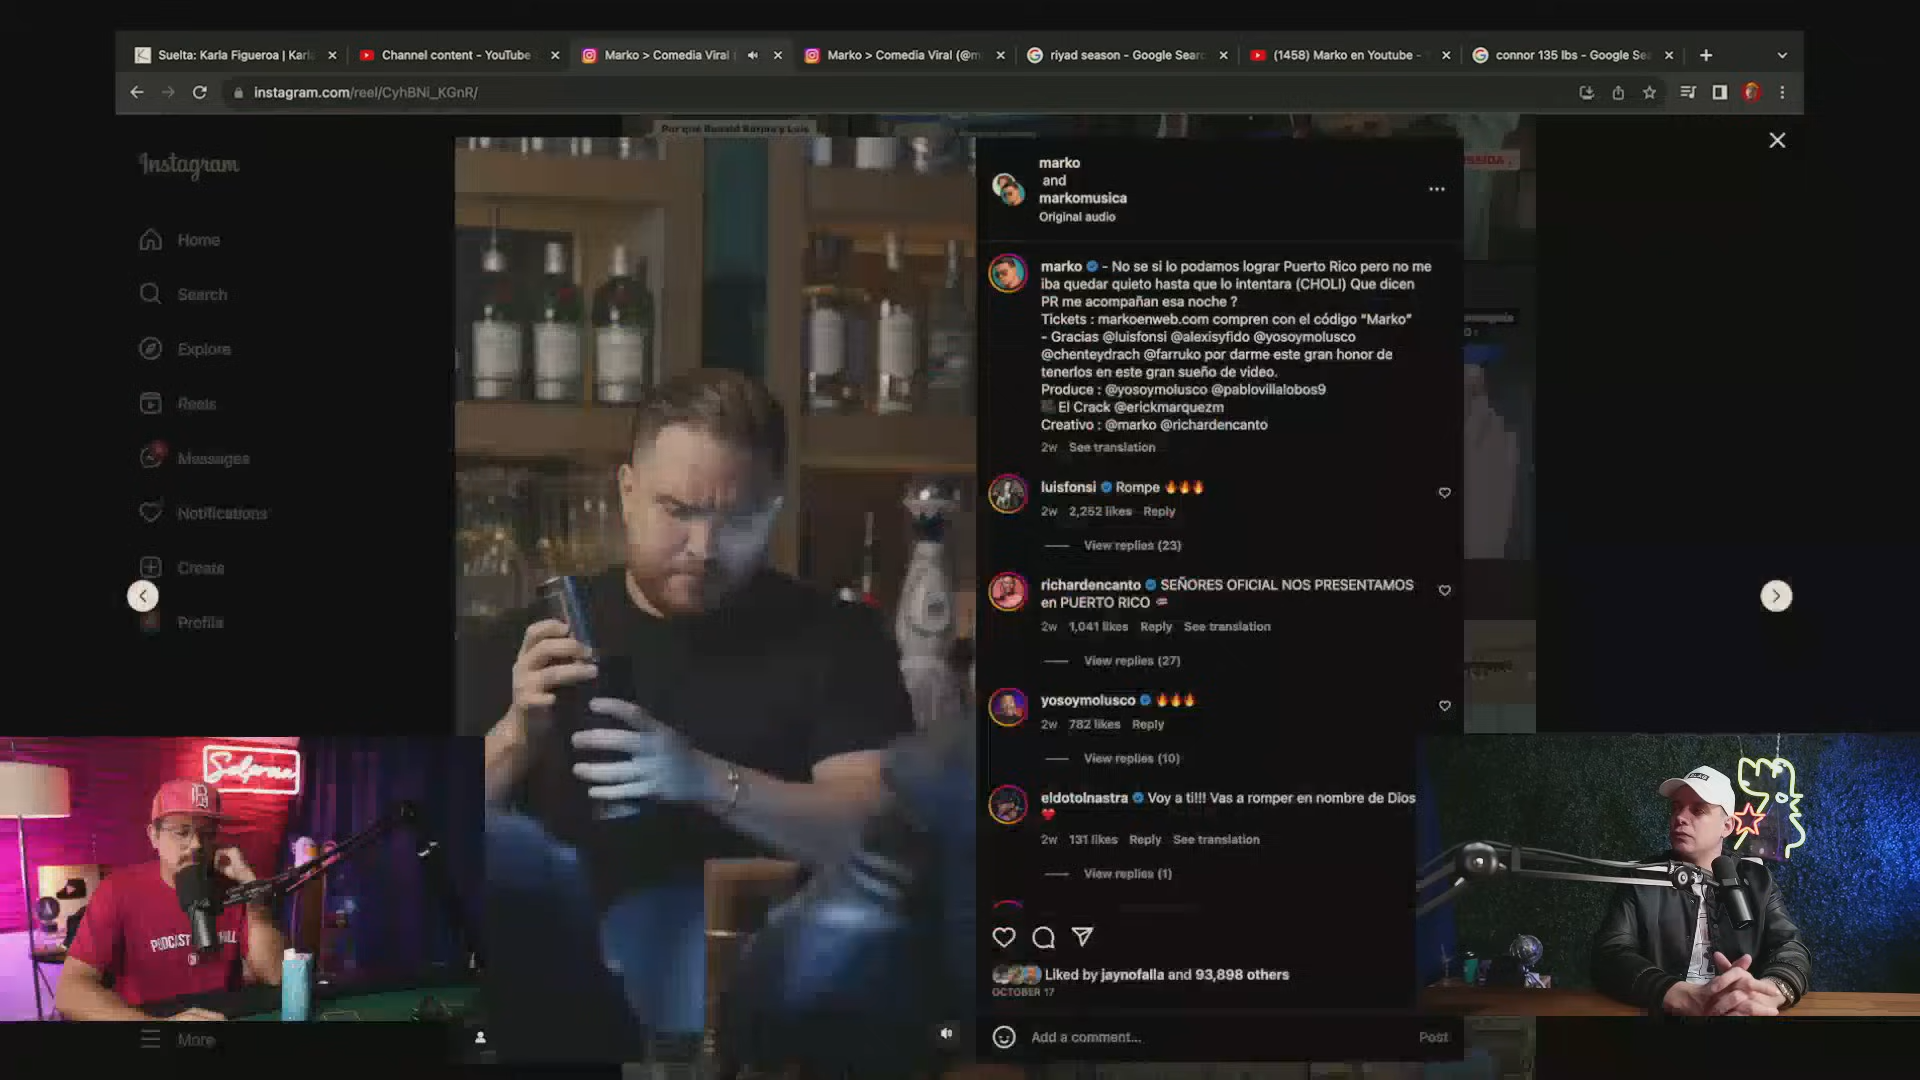 Suelta: Karla Figueroa | Karl
Channel content - YouTube
Marko > Comedia Viral
Marko > Comedia Viral (@m
riyad season - Google Searc
(1458) Marko en Youtube -
connor 135 lbs - Google Se
instagram.com/reel/CyhBNi_KGnR/
Instagram
Home
Search
Explore
Reels
Messages
Notifications
Create
Profile
More
marko
and
markomusica
Original audio
marko - No se si lo podamos lograr Puerto Rico pero no me
iba quedar quieto hasta que lo intentara (CHOLI) Que dicen
PR me acompañan esa noche ?
Tickets : markoenweb.com compren con el código "Marko"
- Gracias @luisfonsi @alexisyfido @yosoymolusco
@chenteydrach @farruko por darme este gran honor de
tenerlos en este gran sueño de video.
Produce : @yosoymolusco @pablovillalobos9
El Crack @erickmarquezm
Creativo : @marko @richardencanto
2w See translation
luisfonsi Rompe 🔥🔥🔥
2w 2,252 likes Reply
View replies (23)
richardencanto SEÑORES OFICIAL NOS PRESENTAMOS
en PUERTO RICO
2w 1,041 likes Reply See translation
View replies (27)
yosoymolusco 🔥🔥🔥
2w 782 likes Reply
View replies (10)
eldotolnastra Voy a ti!!! Vas a romper en nombre de Dios
❤️
2w 131 likes Reply See translation
View replies (1)
Liked by jaynofalla and 93,898 others
OCTOBER 17
Add a comment...
Post
PODCAST